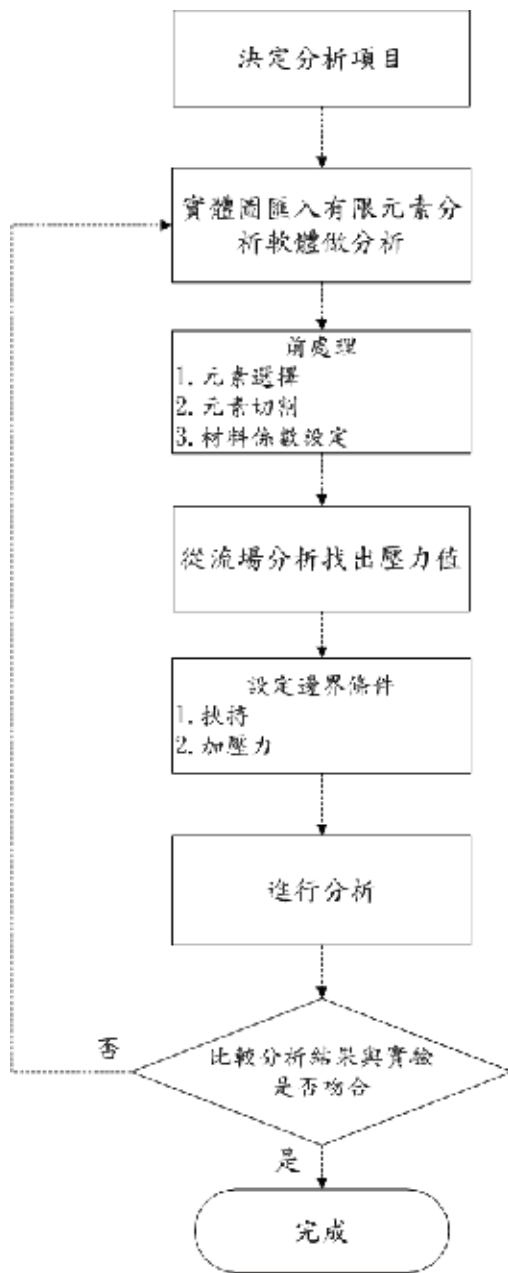 決定分析項目
實體圖匯入有限元素分
析軟體做分析
前處理
1. 元素選擇
2. 元素切割
3. 材料係數設定
從流場分析找出壓力值
設定邊界條件
1. 扶持
2. 加壓力
進行分析
否
比較分析結果與實驗
是否吻合
是
完成